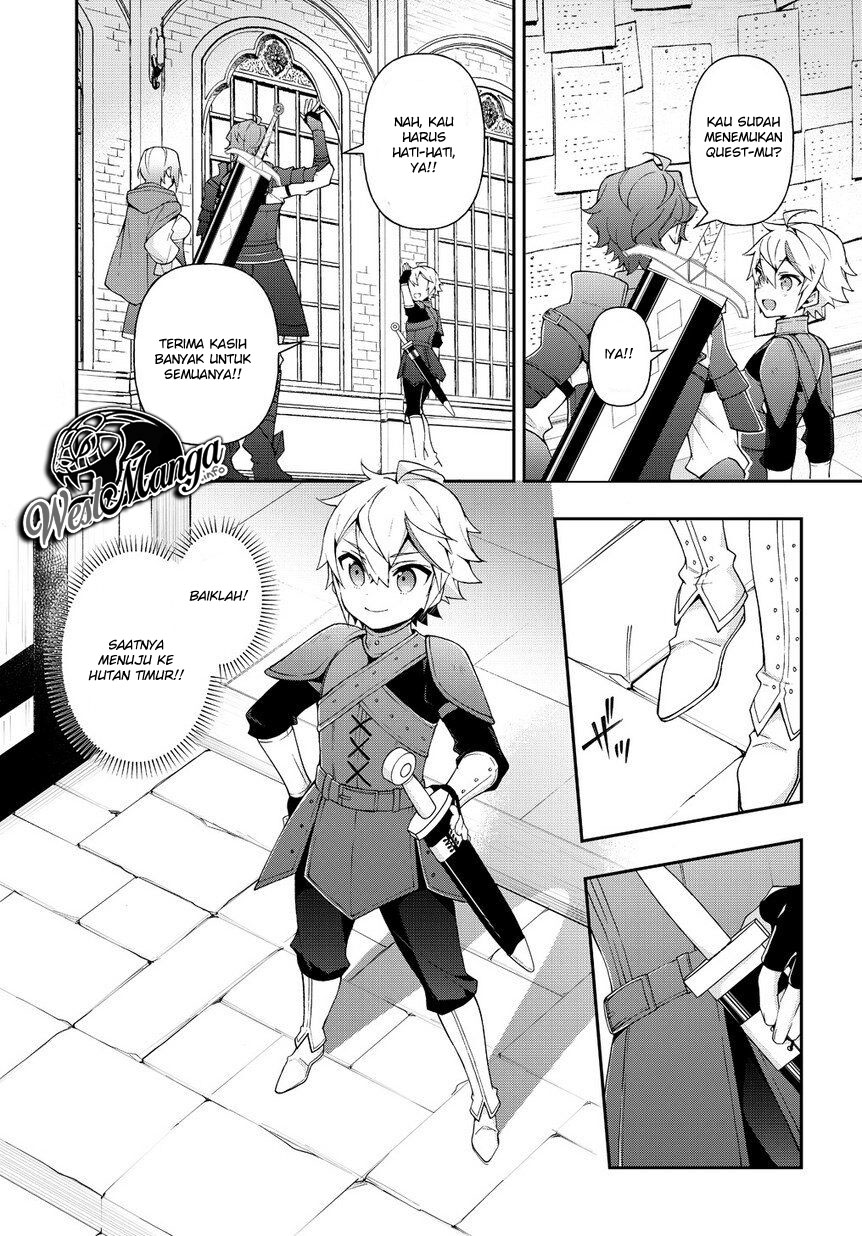 KAU SUDAH
MENEMUKAN
QUEST-MU?
IYA!!
NAH, KAU
HARUS
HATI-HATI,
YA!!
TERIMA KASIH
BANYAK UNTUK
SEMUANYA!!
WestManga
.info
BAIKLAH!
SAATNYA
MENUJU KE
HUTAN TIMUR!!